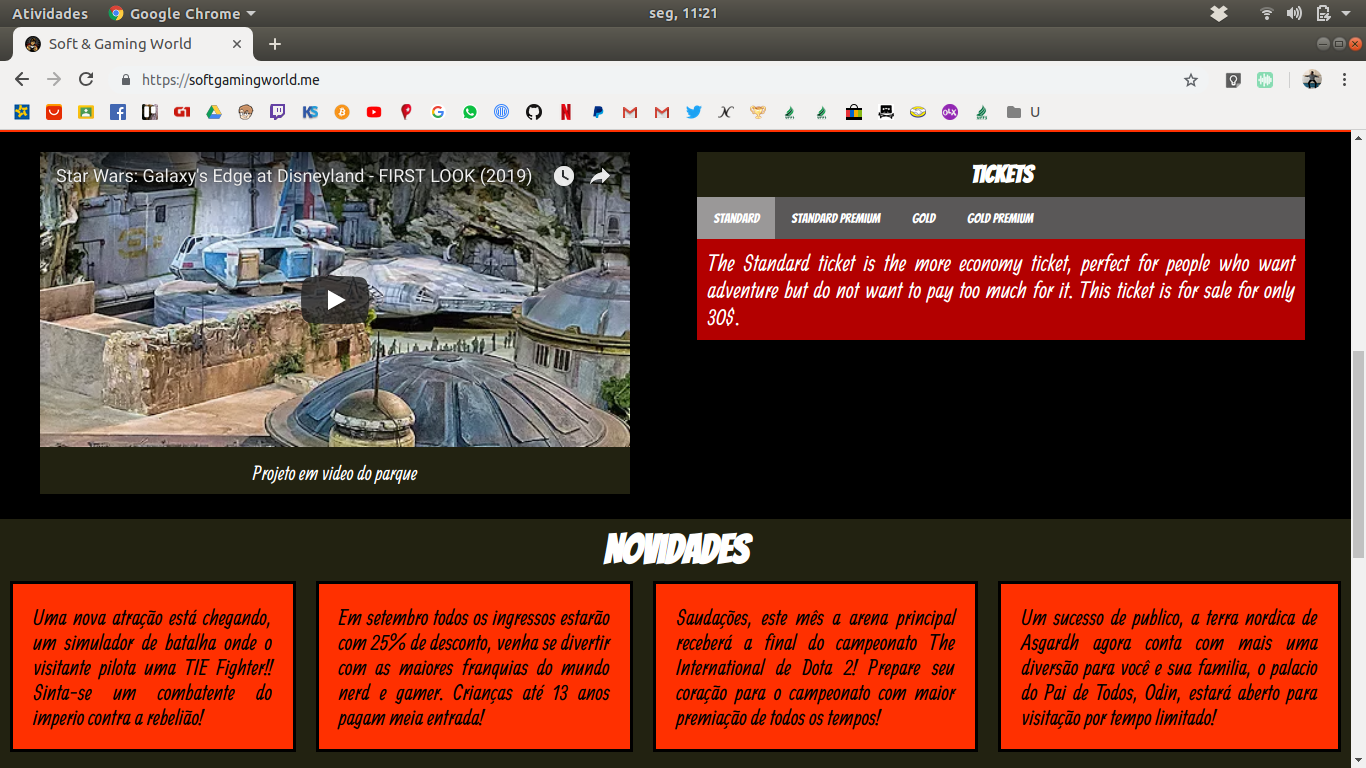 Atividades
Google Chrome
seg, 11:21
Soft & Gaming World
https://softgamingworld.me
G1
KS
N
olx
U
Star Wars: Galaxy's Edge at Disneyland - FIRST LOOK (2019)
Projeto em video do parque
TICKETS
STANDARD
STANDARD PREMIUM
GOLD
GOLD PREMIUM
The Standard ticket is the more economy ticket, perfect for people who want
adventure but do not want to pay too much for it. This ticket is for sale for only
30$.
NOVIDADES
Uma nova atração está chegando,
um simulador de batalha onde o
visitante pilota uma TIE Fighter!!
Sinta-se um combatente do
imperio contra a rebelião!
Em setembro todos os ingressos estarão
com 25% de desconto, venha se divertir
com as maiores franquias do mundo
nerd e gamer. Crianças até 13 anos
pagam meia entrada!
Saudações, este mês a arena principal
receberá a final do campeonato The
International de Dota 2! Prepare seu
coração para o campeonato com maior
premiação de todos os tempos!
Um sucesso de publico, a terra nordica de
Asgardh agora conta com mais uma
diversão para você e sua familia, o palacio
do Pai de Todos, Odin, estará aberto para
visitação por tempo limitado!